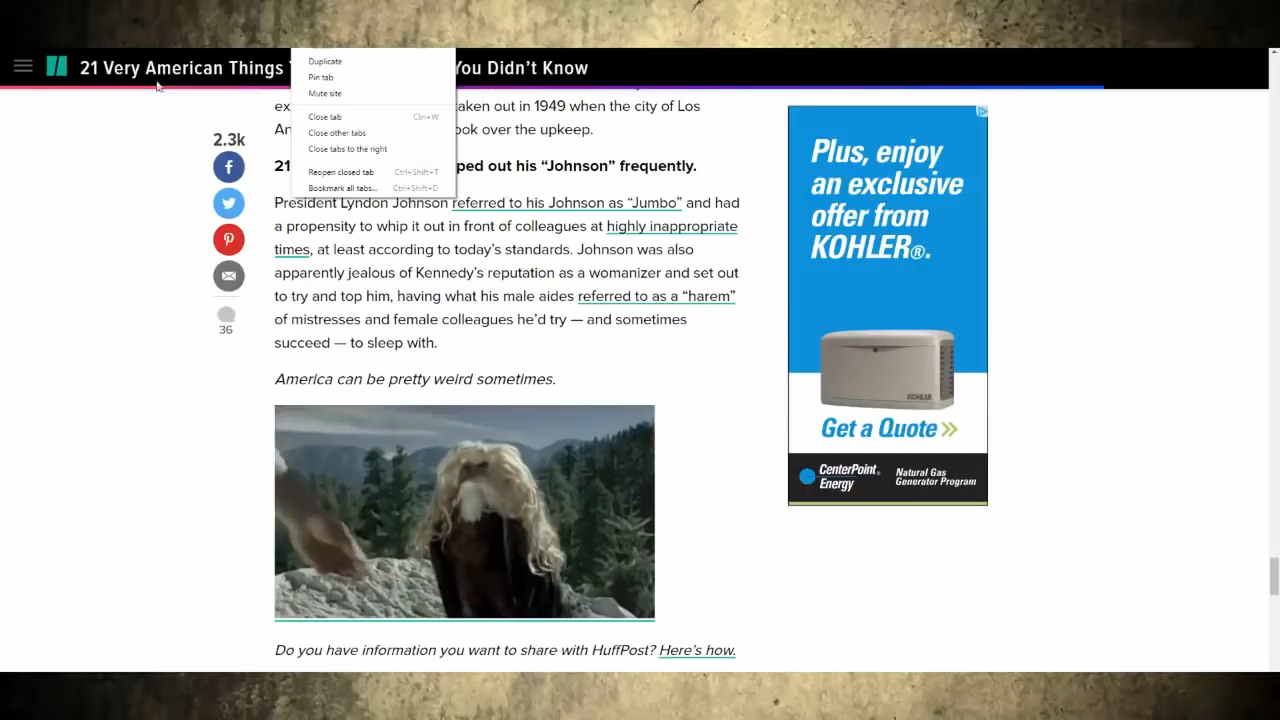 21 Very American Things Y
You Didn't Know
Duplicate
Pin tab
Mute site
Close tab Ctrl+W
Close other tabs
Close tabs to the right
Reopen closed tab Ctrl+Shift+T
Bookmark all tabs... Ctrl+Shift+D
ex
taken out in 1949 when the city of Los
An
ook over the upkeep.
2.3k
21
ped out his “Johnson” frequently.
President Lyndon Johnson referred to his Johnson as “Jumbo” and had
a propensity to whip it out in front of colleagues at highly inappropriate
times, at least according to today’s standards. Johnson was also
apparently jealous of Kennedy’s reputation as a womanizer and set out
to try and top him, having what his male aides referred to as a “harem”
of mistresses and female colleagues he’d try — and sometimes
succeed — to sleep with.
36
America can be pretty weird sometimes.
Do you have information you want to share with HuffPost? Here’s how.
Plus, enjoy
an exclusive
offer from
KOHLER®.
KOHLER
Get a Quote »
CenterPoint®
Energy
Natural Gas
Generator Program